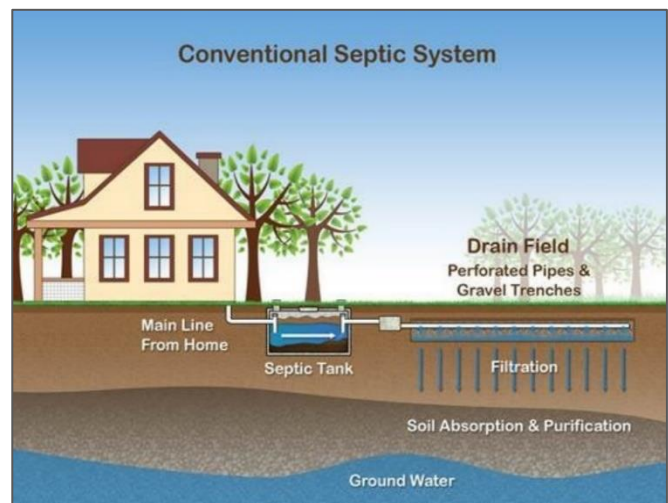 Conventional Septic System
Drain Field
Perforated Pipes &
Gravel Trenches
Main Line
From Home
Septic Tank
Filtration
Soil Absorption & Purification
Ground Water